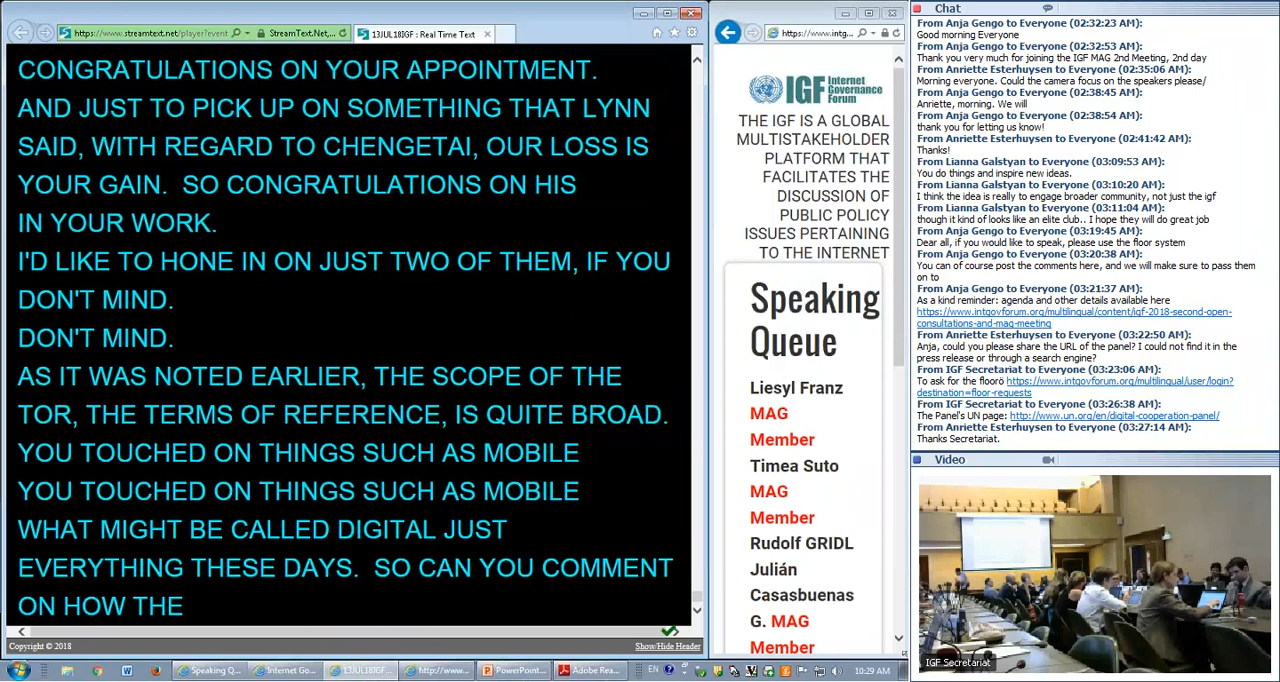 https://www.streamtext.net/player?event
StreamText.Net,...
13JUL18IGF : Real Time Text
CONGRATULATIONS ON YOUR APPOINTMENT.
AND JUST TO PICK UP ON SOMETHING THAT LYNN
SAID, WITH REGARD TO CHENGETAI, OUR LOSS IS
YOUR GAIN.  SO CONGRATULATIONS ON HIS
IN YOUR WORK.
I'D LIKE TO HONE IN ON JUST TWO OF THEM, IF YOU
DON'T MIND.
DON'T MIND.
AS IT WAS NOTED EARLIER, THE SCOPE OF THE
TOR, THE TERMS OF REFERENCE, IS QUITE BROAD.
YOU TOUCHED ON THINGS SUCH AS MOBILE
YOU TOUCHED ON THINGS SUCH AS MOBILE
WHAT MIGHT BE CALLED DIGITAL JUST
EVERYTHING THESE DAYS.  SO CAN YOU COMMENT
ON HOW THE
Copyright © 2018
Show/Hide Header
https://www.intg
IGF Internet
Governance
Forum
THE IGF IS A GLOBAL
MULTISTAKEHOLDER
PLATFORM THAT
FACILITATES THE
DISCUSSION OF
PUBLIC POLICY
ISSUES PERTAINING
TO THE INTERNET
Speaking
Queue
Liesyl Franz
MAG
Member
Timea Suto
MAG
Member
Rudolf GRIDL
Julián
Casasbuenas
G. MAG
Member
Chat
From Anja Gengo to Everyone (02:32:23 AM):
Good morning Everyone
From Anja Gengo to Everyone (02:32:53 AM):
Thank you very much for joining the IGF MAG 2nd Meeting, 2nd day
From Anriette Esterhuysen to Everyone (02:35:06 AM):
Morning everyone. Could the camera focus on the speakers please/
From Anja Gengo to Everyone (02:38:45 AM):
Anriette, morning. We will
From Anja Gengo to Everyone (02:38:54 AM):
thank you for letting us know!
From Anriette Esterhuysen to Everyone (02:41:42 AM):
Thanks!
From Lianna Galstyan to Everyone (03:09:53 AM):
You do things and inspire new ideas.
From Lianna Galstyan to Everyone (03:10:20 AM):
I think the idea is really to engage broader community, not just the igf
From Lianna Galstyan to Everyone (03:11:04 AM):
though it kind of looks like an elite club.. I hope they will do great job
From Anja Gengo to Everyone (03:19:45 AM):
Dear all, if you would like to speak, please use the floor system
From Anja Gengo to Everyone (03:20:38 AM):
You can of course post the comments here, and we will make sure to pass them
on to
From Anja Gengo to Everyone (03:21:37 AM):
As a kind reminder: agenda and other details available here
https://www.intgovforum.org/multilingual/content/igf-2018-second-open-
consultations-and-mag-meeting
From Anriette Esterhuysen to Everyone (03:22:50 AM):
Anja, could you please share the URL of the panel? I could not find it in the
press release or through a search engine?
From IGF Secretariat to Everyone (03:23:06 AM):
To ask for the floorö https://www.intgovforum.org/multilingual/user/login?
destination=floor-requests
From IGF Secretariat to Everyone (03:26:38 AM):
The Panel's UN page: http://www.un.org/en/digital-cooperation-panel/
From Anriette Esterhuysen to Everyone (03:27:14 AM):
Thanks Secretariat.
Video
IGF Secretariat
Speaking Q...
Internet Go...
13JUL18IGF...
http://www...
PowerPoint...
Adobe Rea...
EN
10:29 AM